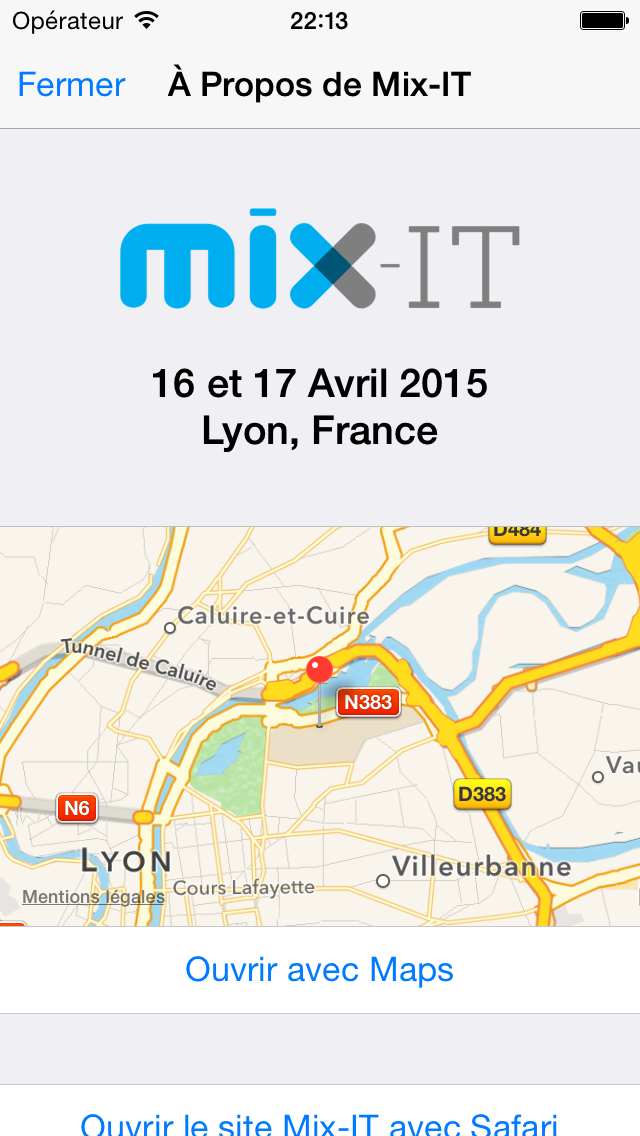 Opérateur 22:13
Fermer À Propos de Mix-IT
mix-IT
16 et 17 Avril 2015
Lyon, France
D484
Caluire-et-Cuire
Tunnel de Caluire
N383
Vau
D383
N6
LYON
Villeurbanne
Cours Lafayette
Mentions légales
Ouvrir avec Maps
Ouvrir le site Mix-IT avec Safari